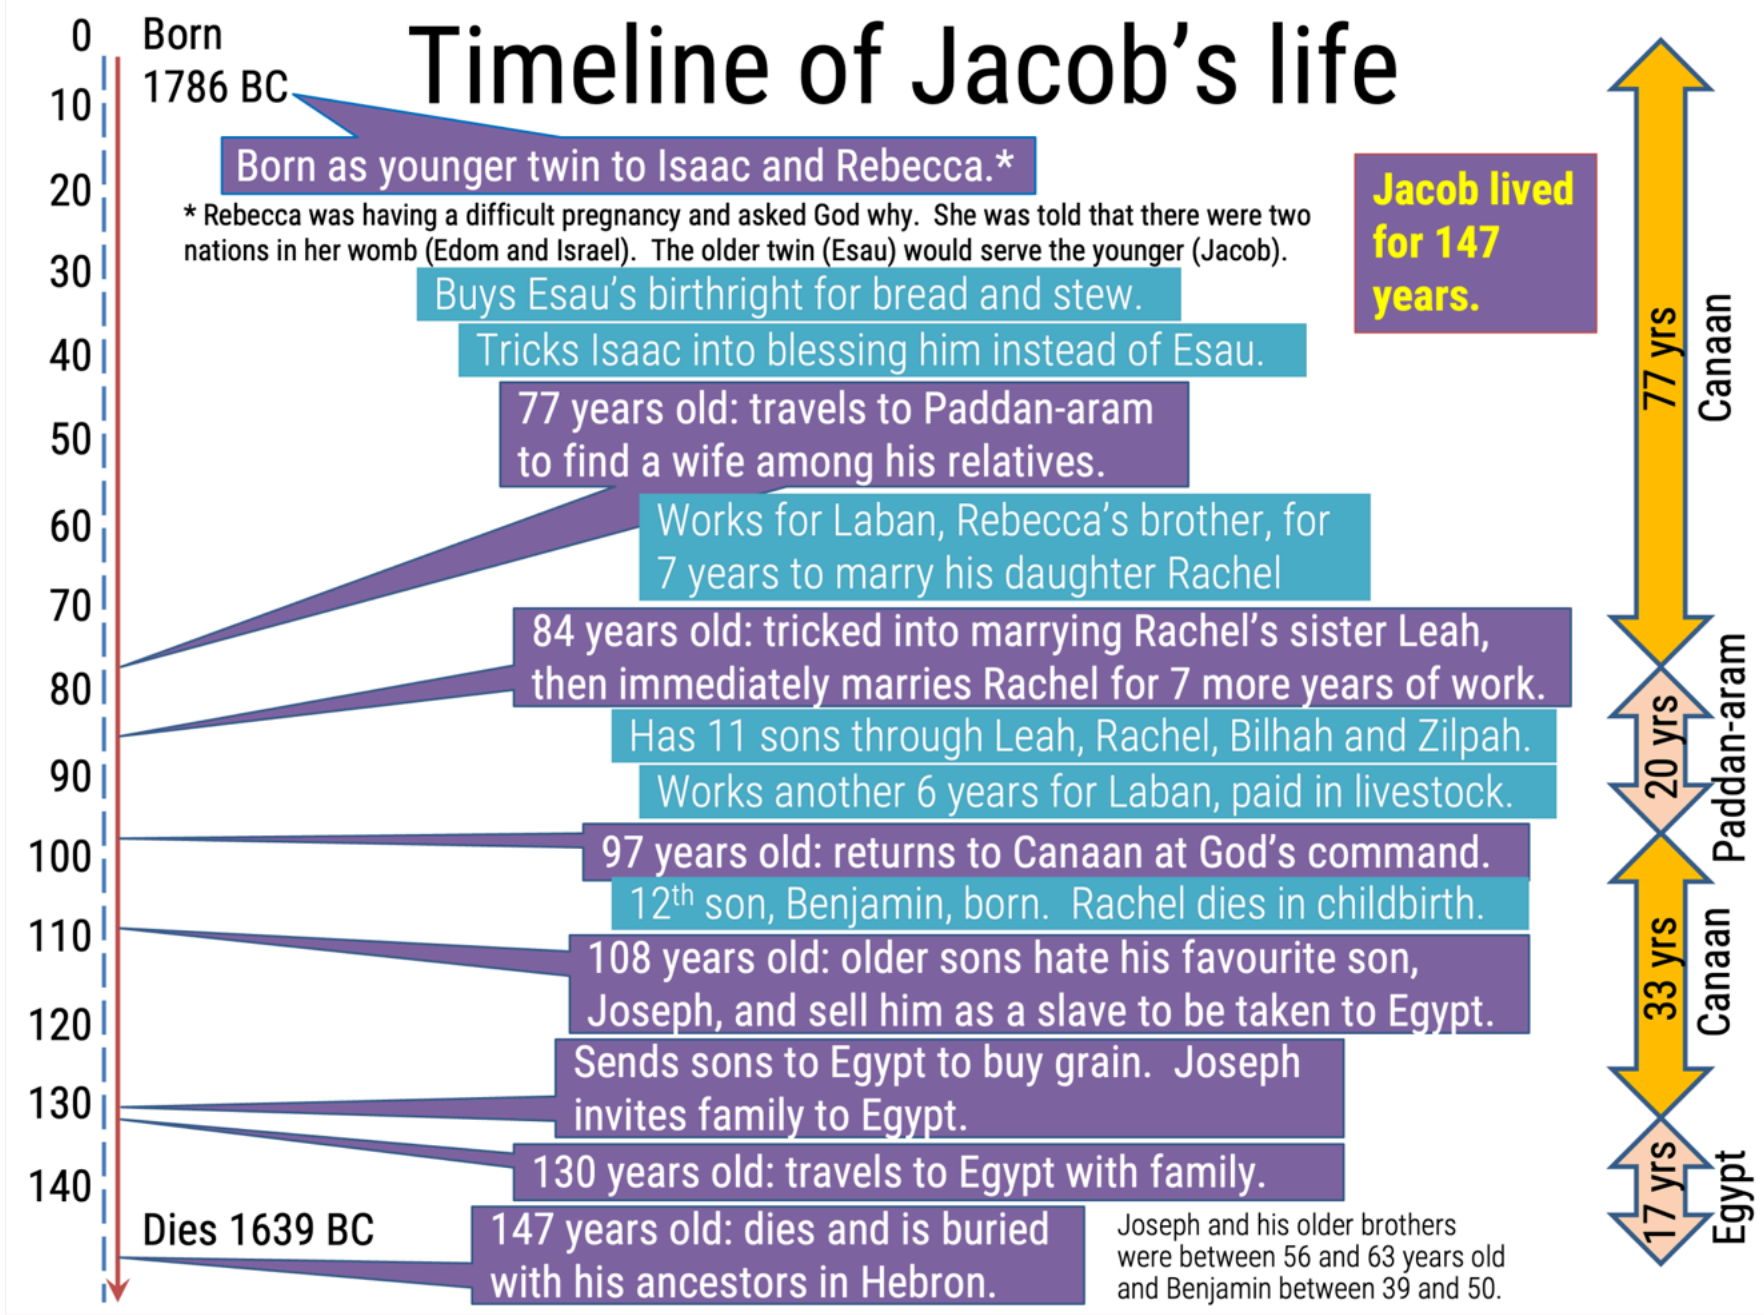 Timeline of Jacob's life
0
10
20
30
40
50
60
70
80
90
100
110
120
130
140
Born
1786 BC
Born as younger twin to Isaac and Rebecca.*
* Rebecca was having a difficult pregnancy and asked God why.  She was told that there were two
nations in her womb (Edom and Israel).  The older twin (Esau) would serve the younger (Jacob).
Jacob lived
for 147
years.
Buys Esau's birthright for bread and stew.
Tricks Isaac into blessing him instead of Esau.
77 years old: travels to Paddan-aram
to find a wife among his relatives.
Works for Laban, Rebecca's brother, for
7 years to marry his daughter Rachel
84 years old: tricked into marrying Rachel's sister Leah,
then immediately marries Rachel for 7 more years of work.
Has 11 sons through Leah, Rachel, Bilhah and Zilpah.
Works another 6 years for Laban, paid in livestock.
97 years old: returns to Canaan at God's command.
12th son, Benjamin, born.  Rachel dies in childbirth.
108 years old: older sons hate his favourite son,
Joseph, and sell him as a slave to be taken to Egypt.
Sends sons to Egypt to buy grain.  Joseph
invites family to Egypt.
130 years old: travels to Egypt with family.
Dies 1639 BC
147 years old: dies and is buried
with his ancestors in Hebron.
Joseph and his older brothers
were between 56 and 63 years old
and Benjamin between 39 and 50.
77 yrs
Canaan
20 yrs
Paddan-aram
33 yrs
Canaan
17 yrs
Egypt